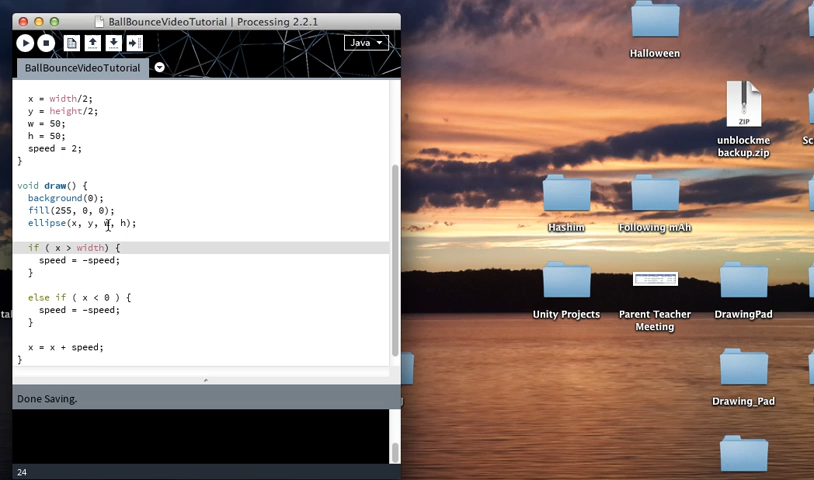 BallBounceVideoTutorial | Processing 2.2.1
Java
BallBounceVideoTutorial
x = width/2;
y = height/2;
w = 50;
h = 50;
speed = 2;
}
void draw() {
background(0);
fill(255, 0, 0);
ellipse(x, y, w, h);
if ( x > width) {
speed = -speed;
}
else if ( x < 0 ) {
speed = -speed;
}
x = x + speed;
}
Done Saving.
24
Halloween
ZIP
unblockme
backup.zip
Sc
Hashim
Following mAh
Unity Projects
Parent Teacher
Meeting
DrawingPad
Drawing_Pad